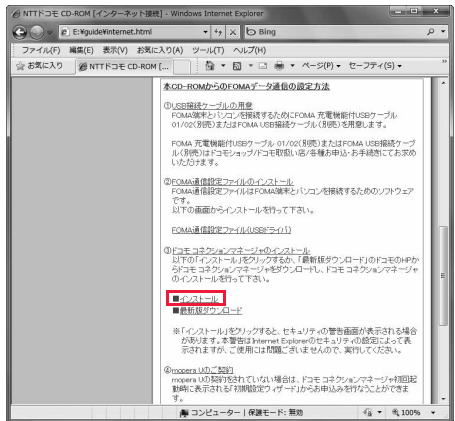 NTTドコモ CD-ROM [インターネット接続] - Windows Internet Explorer
E:¥guide¥internet.html
Bing
ファイル(F) 編集(E) 表示(V) お気に入り(A) ツール(T) ヘルプ(H)
お気に入り NTTドコモ CD-ROM [...
ページ(P) セーフティ(S)
本CD-ROMからのFOMAデータ通信の設定方法
①USB接続ケーブルの用意
FOMA端末とパソコンを接続するためにFOMA 充電機能付USBケーブル
01/02(別売)またはFOMA USB接続ケーブル(別売)を用意します。
FOMA 充電機能付USBケーブル 01/02(別売)またはFOMA USB接続ケーブ
ル(別売)はドコモショップ/ドコモ取扱い店/各種お申込・お手続きにてお求め
いただけます。
②FOMA通信設定ファイルのインストール
FOMA通信設定ファイルはFOMA端末とパソコンを接続するためのソフトウェア
です。
以下の画面からインストールを行って下さい。
FOMA通信設定ファイル(USBドライバ)
③ドコモ コネクションマネージャのインストール
以下の「インストール」をクリックするか、「最新版ダウンロード」のドコモのHPか
らドコモ コネクションマネージャをダウンロードし、ドコモ コネクションマネージャ
のインストールを行って下さい。
■インストール
■最新版ダウンロード
※「インストール」をクリックすると、セキュリティの警告画面が表示される場合
があります。本警告はInternet Explorerのセキュリティの設定によって表
示されますが、ご使用には問題ございませんので、実行してください。
④mopera Uのご契約
mopera Uの契約をされていない場合は、ドコモ コネクションマネージャ初回起
動時に表示される「初期設定ウィザード」からお申込みを行なうことができま
す。
コンピューター | 保護モード: 無効
100%